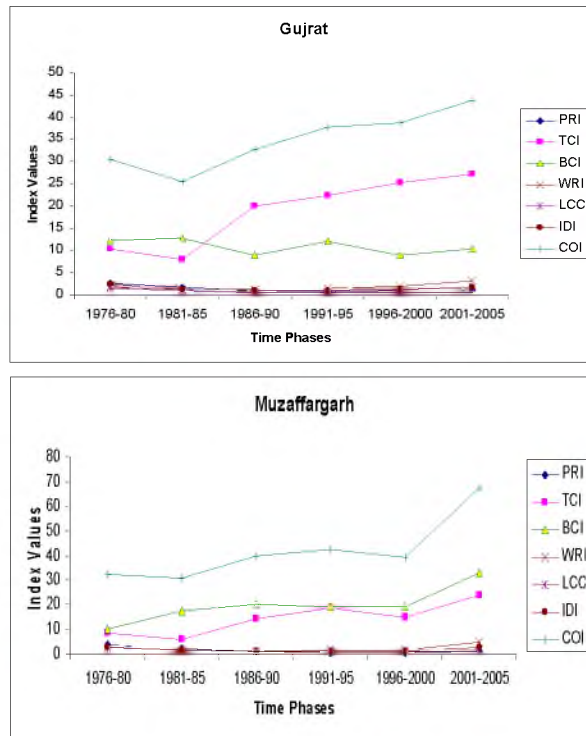 Gujrat
Index Values
50
45
40
35
30
25
20
15
10
5
0
1976-80 1981-85 1986-90 1991-95 1996-2000 2001-2005
Time Phases
PRI
TCI
BCI
WRI
LCC
IDI
COI
Muzaffargarh
Index Values
80
70
60
50
40
30
20
10
0
1976-80 1981-85 1986-90 1991-95 1996-2000 2001-2005
Time Phases
PRI
TCI
BCI
WRI
LCC
IDI
COI